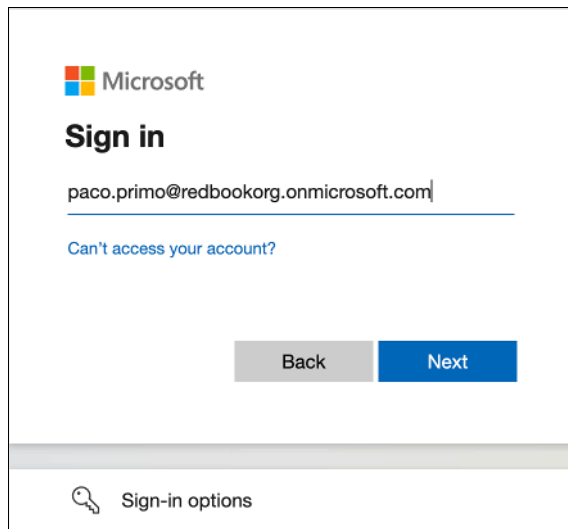 Microsoft
Sign in
paco.primo@redbookorg.onmicrosoft.com
Can't access your account?
Back Next
Sign-in options